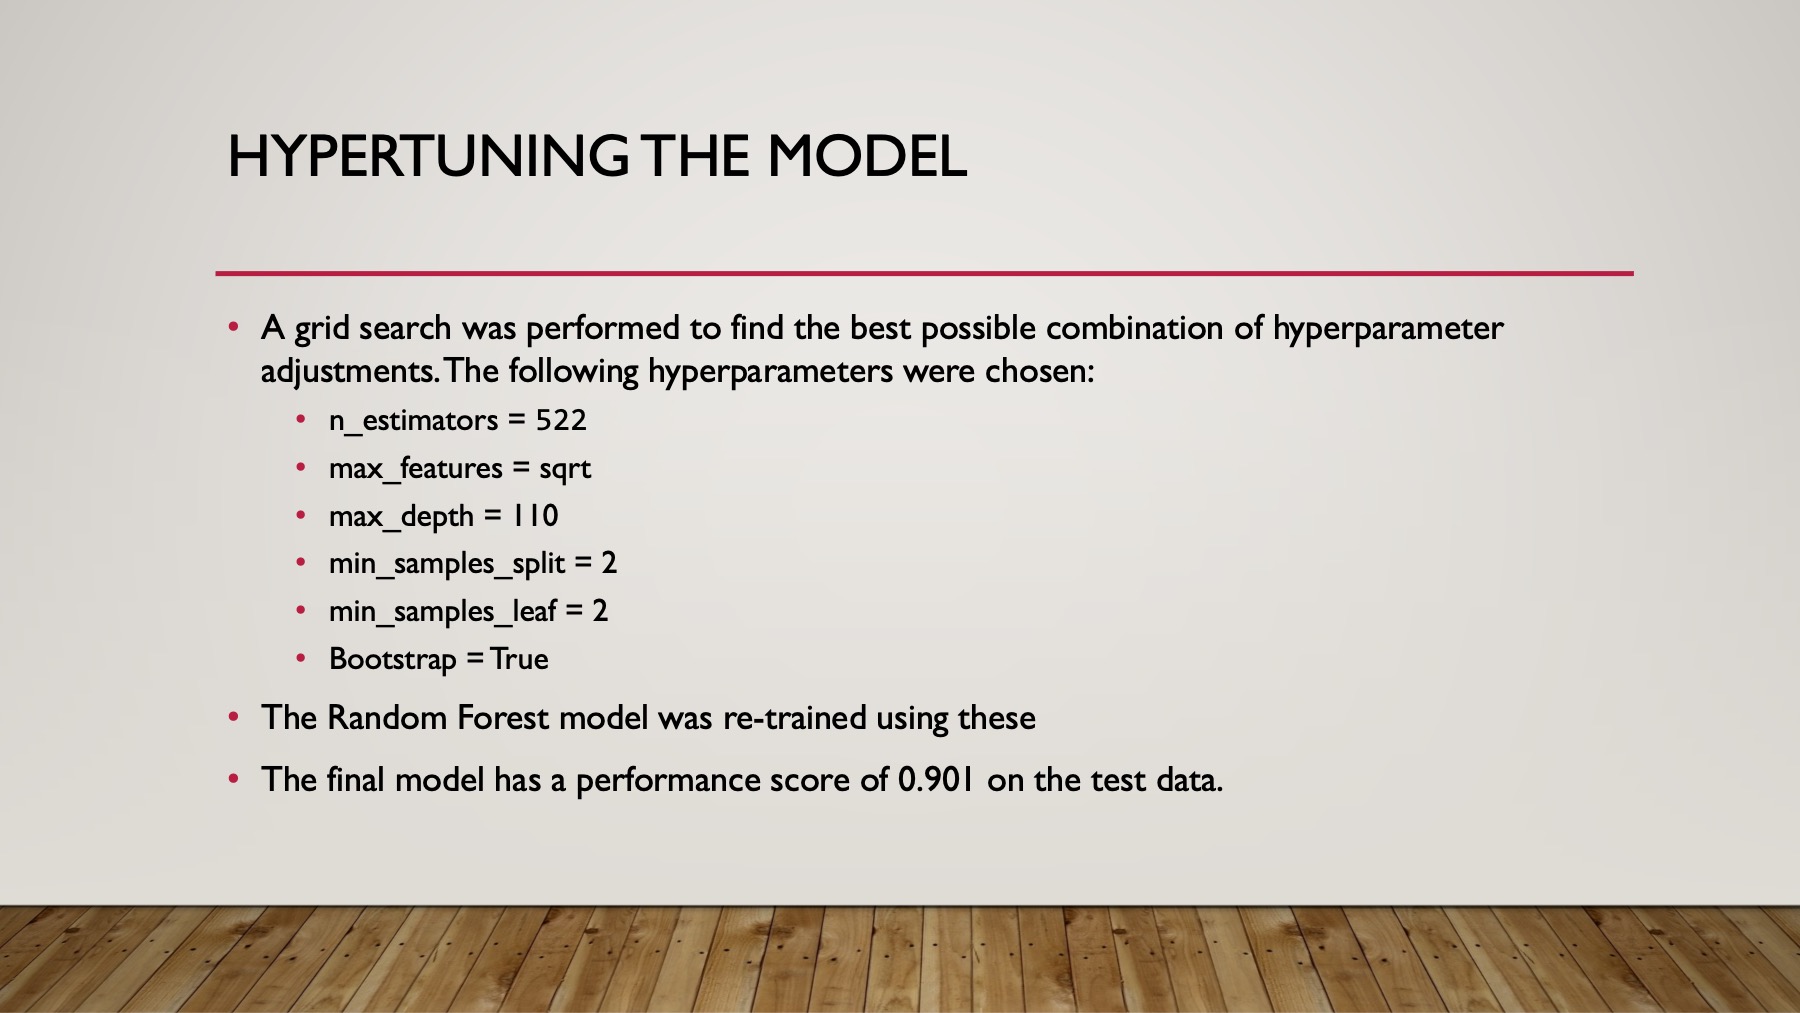 HYPERTUNING THE MODEL
• A grid search was performed to find the best possible combination of hyperparameter
adjustments. The following hyperparameters were chosen:
• n_estimators = 522
• max_features = sqrt
• max_depth = 110
• min_samples_split = 2
• min_samples_leaf = 2
• Bootstrap = True
• The Random Forest model was re-trained using these
• The final model has a performance score of 0.901 on the test data.